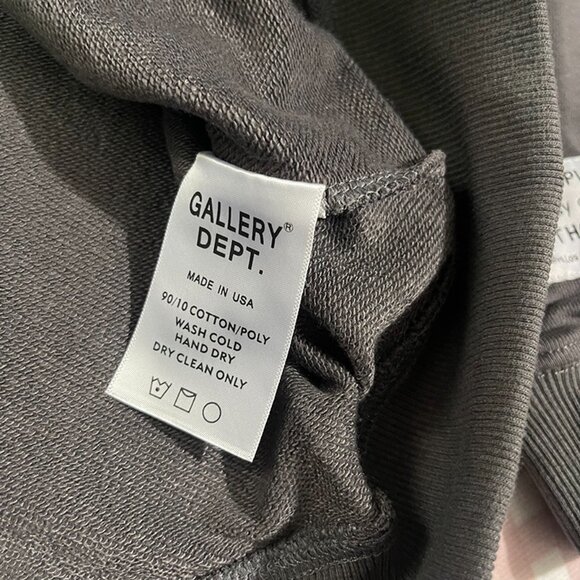 GALLERY®
DEPT.
MADE IN USA
90/10 COTTON/POLY
WASH COLD
HAND DRY
DRY CLEAN ONLY